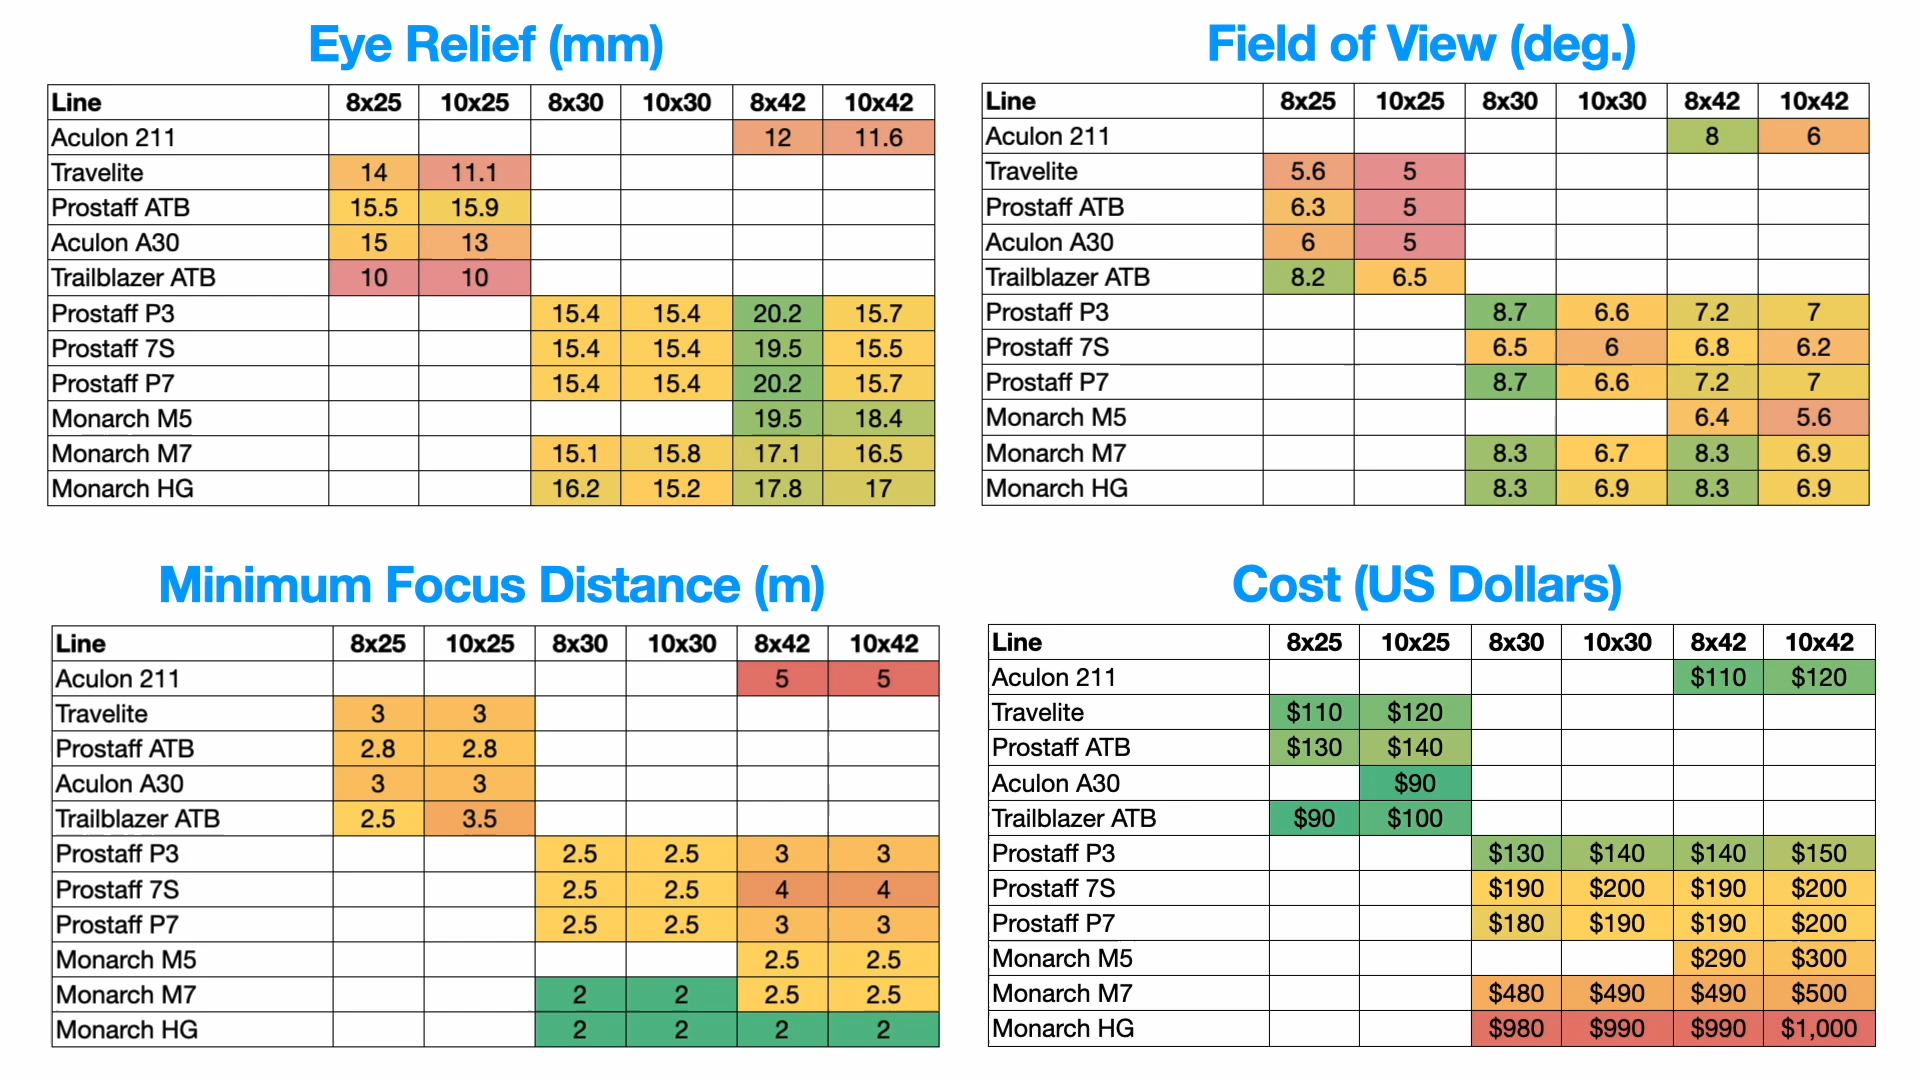 Eye Relief (mm)
Line 8x25 10x25 8x30 10x30 8x42 10x42
Aculon 211 12 11.6
Travelite 14 11.1
Prostaff ATB 15.5 15.9
Aculon A30 15 13
Trailblazer ATB 10 10
Prostaff P3 15.4 15.4 20.2 15.7
Prostaff 7S 15.4 15.4 19.5 15.5
Prostaff P7 15.4 15.4 20.2 15.7
Monarch M5 19.5 18.4
Monarch M7 15.1 15.8 17.1 16.5
Monarch HG 16.2 15.2 17.8 17
Field of View (deg.)
Line 8x25 10x25 8x30 10x30 8x42 10x42
Aculon 211 8 6
Travelite 5.6 5
Prostaff ATB 6.3 5
Aculon A30 6 5
Trailblazer ATB 8.2 6.5
Prostaff P3 8.7 6.6 7.2 7
Prostaff 7S 6.5 6 6.8 6.2
Prostaff P7 8.7 6.6 7.2 7
Monarch M5 6.4 5.6
Monarch M7 8.3 6.7 8.3 6.9
Monarch HG 8.3 6.9 8.3 6.9
Minimum Focus Distance (m)
Line 8x25 10x25 8x30 10x30 8x42 10x42
Aculon 211 5 5
Travelite 3 3
Prostaff ATB 2.8 2.8
Aculon A30 3 3
Trailblazer ATB 2.5 3.5
Prostaff P3 2.5 2.5 3 3
Prostaff 7S 2.5 2.5 4 4
Prostaff P7 2.5 2.5 3 3
Monarch M5 2.5 2.5
Monarch M7 2 2 2.5 2.5
Monarch HG 2 2 2 2
Cost (US Dollars)
Line 8x25 10x25 8x30 10x30 8x42 10x42
Aculon 211 $110 $120
Travelite $110 $120
Prostaff ATB $130 $140
Aculon A30 $90
Trailblazer ATB $90 $100
Prostaff P3 $130 $140 $140 $150
Prostaff 7S $190 $200 $190 $200
Prostaff P7 $180 $190 $190 $200
Monarch M5 $290 $300
Monarch M7 $480 $490 $490 $500
Monarch HG $980 $990 $990 $1,000